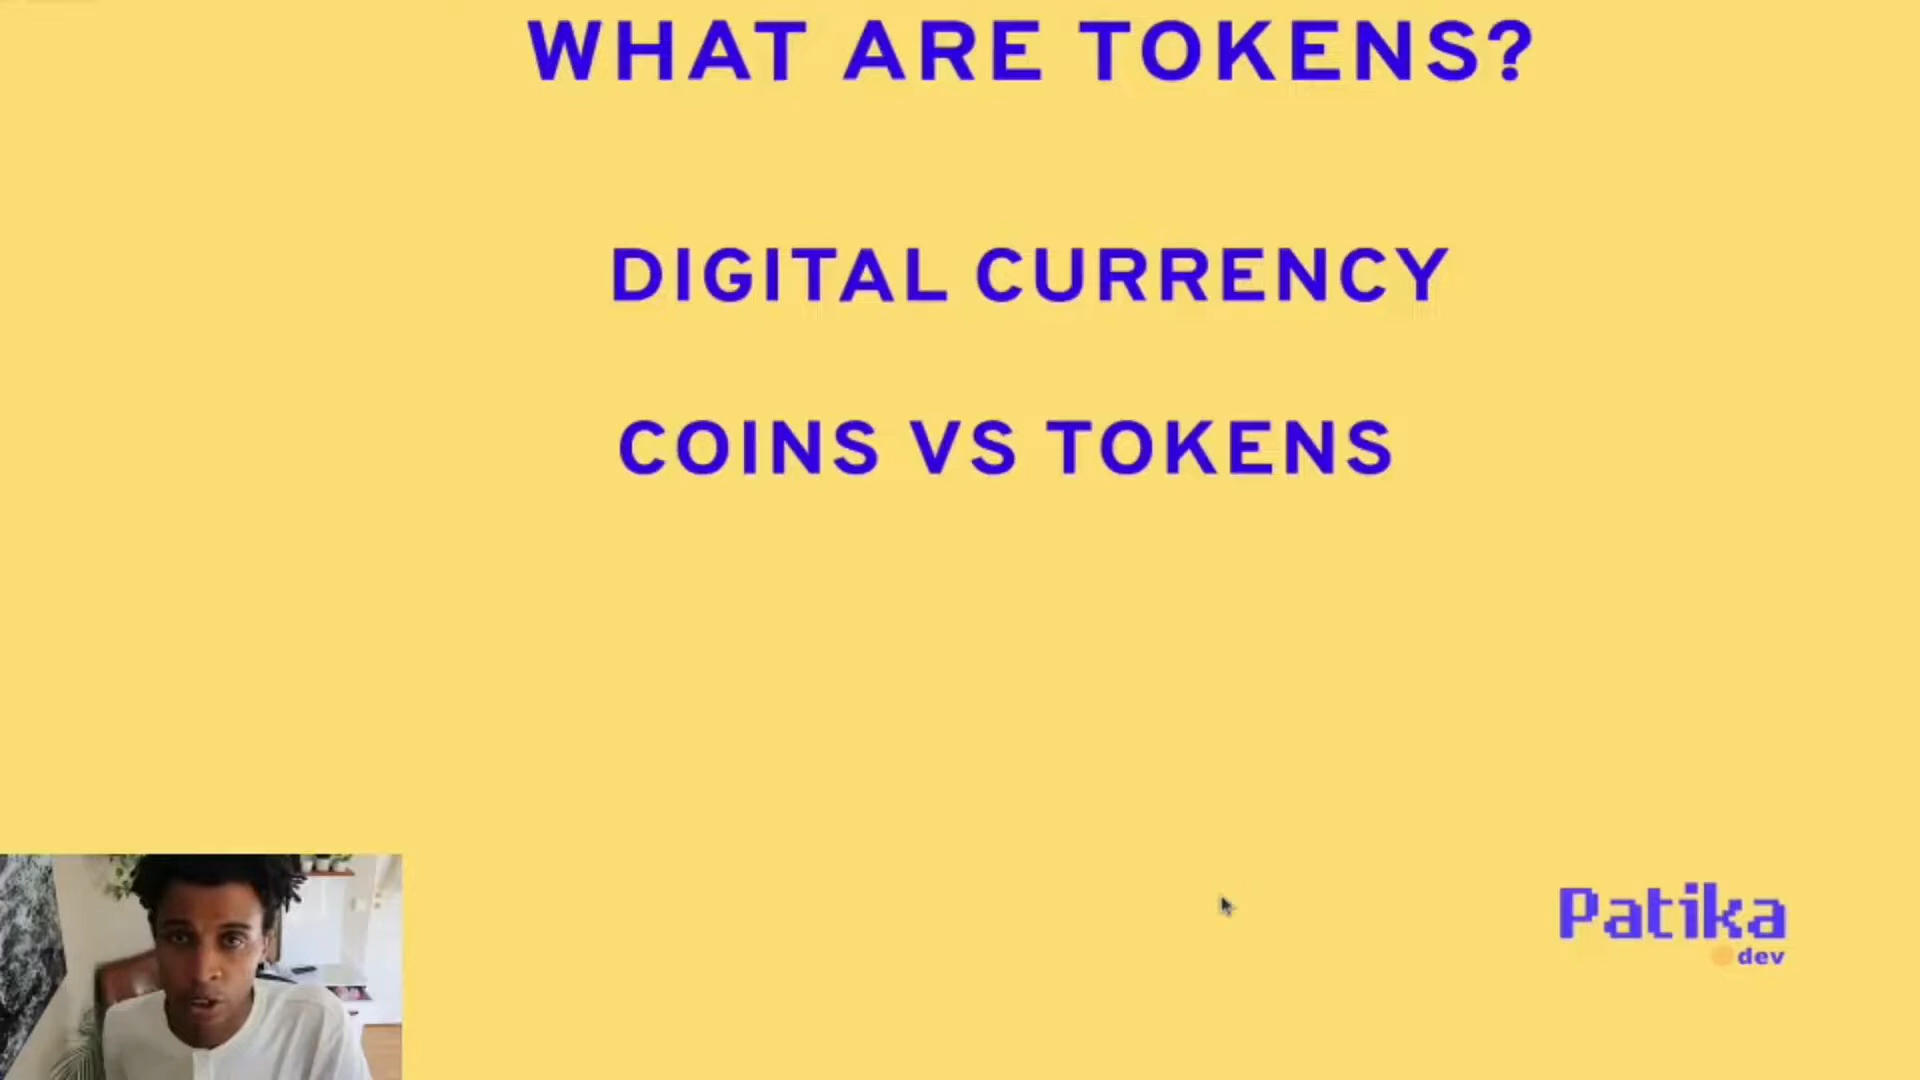 WHAT ARE TOKENS?
DIGITAL CURRENCY
COINS VS TOKENS
Patika
dev